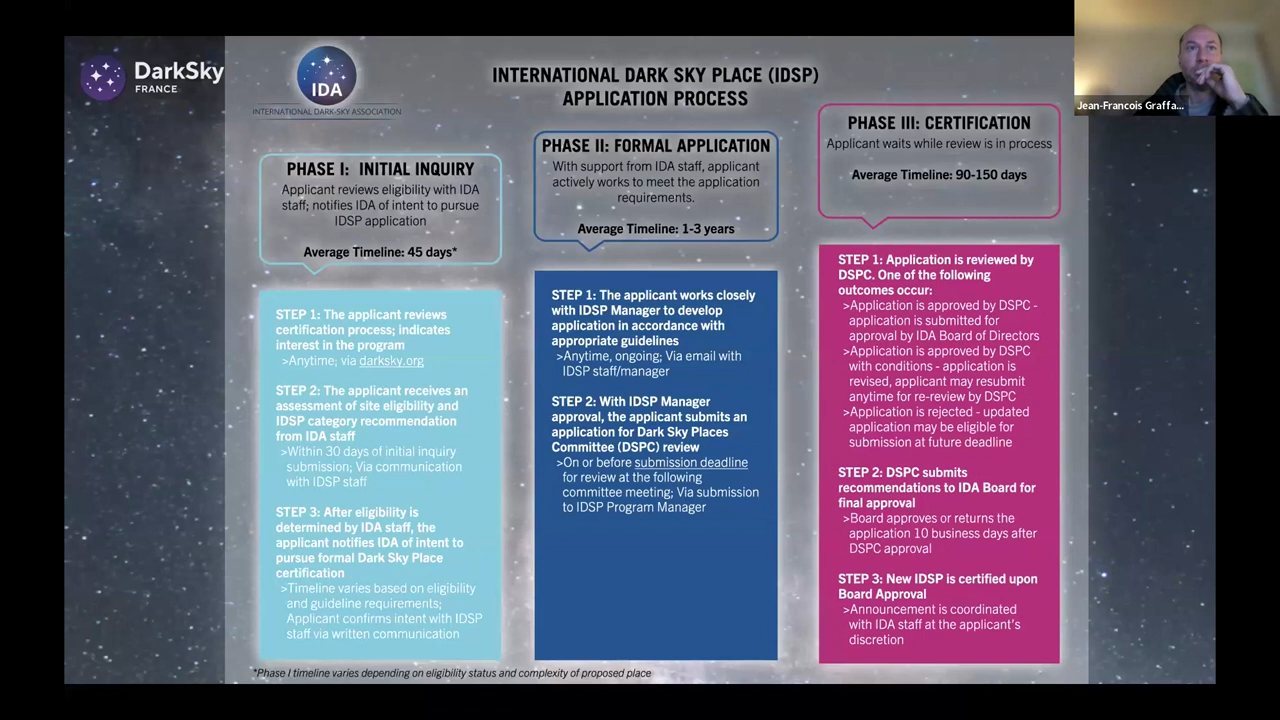 DarkSky
FRANCE
IDA
INTERNATIONAL DARK-SKY ASSOCIATION
INTERNATIONAL DARK SKY PLACE (IDSP)
APPLICATION PROCESS
Jean-Francois Graffa...
PHASE I: INITIAL INQUIRY
Applicant reviews eligibility with IDA
staff; notifies IDA of intent to pursue
IDSP application
Average Timeline: 45 days*
STEP 1: The applicant reviews
certification process; indicates
interest in the program
>Anytime; via darksky.org
STEP 2: The applicant receives an
assessment of site eligibility and
IDSP category recommendation
from IDA staff
>Within 30 days of initial inquiry
submission; Via communication
with IDSP staff
STEP 3: After eligibility is
determined by IDA staff, the
applicant notifies IDA of intent to
pursue formal Dark Sky Place
certification
>Timeline varies based on eligibility
and guideline requirements;
Applicant confirms intent with IDSP
staff via written communication
PHASE II: FORMAL APPLICATION
With support from IDA staff, applicant
actively works to meet the application
requirements.
Average Timeline: 1-3 years
STEP 1: The applicant works closely
with IDSP Manager to develop
application in accordance with
appropriate guidelines
>Anytime, ongoing; Via email with
IDSP staff/manager
STEP 2: With IDSP Manager
approval, the applicant submits an
application for Dark Sky Places
Committee (DSPC) review
>On or before submission deadline
for review at the following
committee meeting; Via submission
to IDSP Program Manager
PHASE III: CERTIFICATION
Applicant waits while review is in process
Average Timeline: 90-150 days
STEP 1: Application is reviewed by
DSPC. One of the following
outcomes occur:
>Application is approved by DSPC -
application is submitted for
approval by IDA Board of Directors
>Application is approved by DSPC
with conditions - application is
revised, applicant may resubmit
anytime for re-review by DSPC
>Application is rejected - updated
application may be eligible for
submission at future deadline
STEP 2: DSPC submits
recommendations to IDA Board for
final approval
>Board approves or returns the
application 10 business days after
DSPC approval
STEP 3: New IDSP is certified upon
Board Approval
>Announcement is coordinated
with IDA staff at the applicant's
discretion
*Phase I timeline varies depending on eligibility status and complexity of proposed place